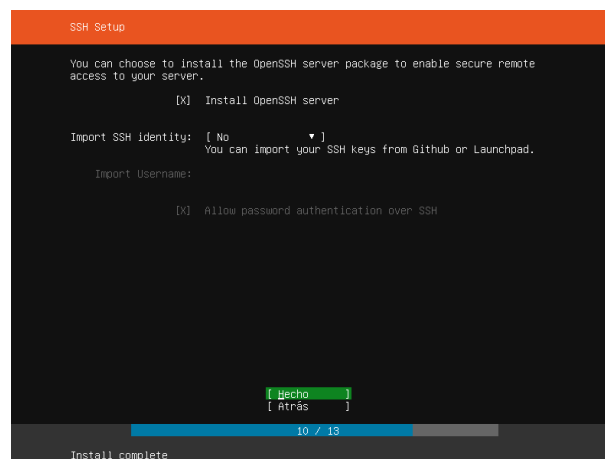 SSH Setup
You can choose to install the OpenSSH server package to enable secure remote
access to your server.
[X] Install OpenSSH server
Import SSH identity: [ No ▾ ]
You can import your SSH keys from Github or Launchpad.
Import Username:
[X] Allow password authentication over SSH
[ Hecho ]
[ Atrás ]
10 / 13
Install complete